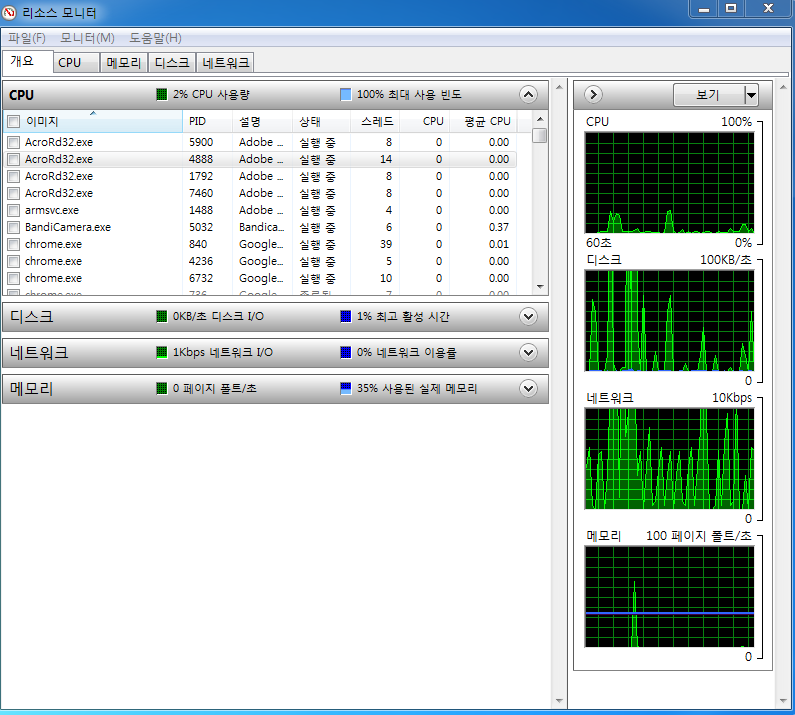 리소스 모니터
파일(F) 모니터(M) 도움말(H)
개요 CPU 메모리 디스크 네트워크
CPU 2% CPU 사용량 100% 최대 사용 빈도
이미지 PID 설명 상태 스레드 CPU 평균 CPU
AcroRd32.exe 5900 Adobe ... 실행 중 8 0 0.00
AcroRd32.exe 4888 Adobe ... 실행 중 14 0 0.00
AcroRd32.exe 1792 Adobe ... 실행 중 8 0 0.00
AcroRd32.exe 7460 Adobe ... 실행 중 8 0 0.00
armsvc.exe 1488 Adobe ... 실행 중 4 0 0.00
BandiCamera.exe 5032 Bandica... 실행 중 6 0 0.37
chrome.exe 840 Google... 실행 중 39 0 0.01
chrome.exe 4236 Google... 실행 중 5 0 0.00
chrome.exe 6732 Google... 실행 중 10 0 0.00
chrome.exe 736 Google... 종료됨
디스크 0KB/초 디스크 I/O 1% 최고 활성 시간
네트워크 1Kbps 네트워크 I/O 0% 네트워크 이용률
메모리 0 페이지 폴트/초 35% 사용된 실제 메모리
보기
CPU 100%
60초 0%
디스크 100KB/초
0
네트워크 10Kbps
0
메모리 100 페이지 폴트/초
0